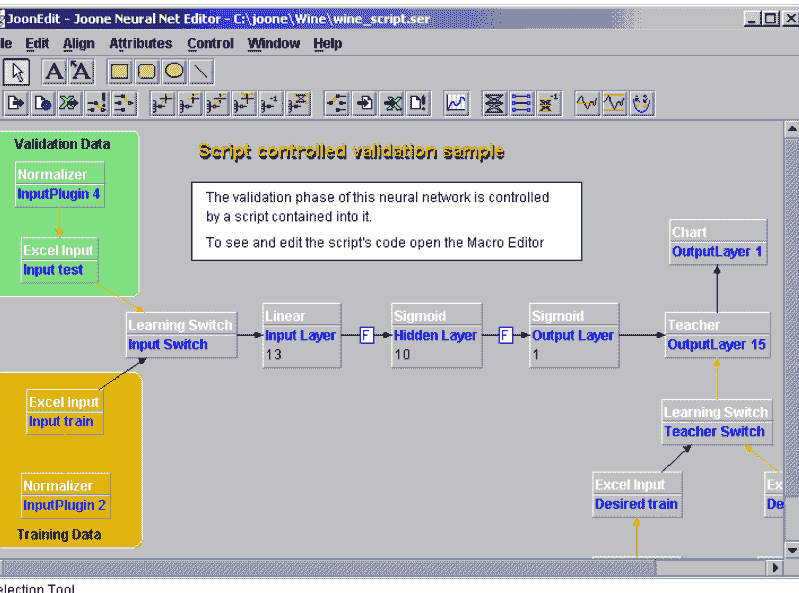 JoonEdit - Joone Neural Net Editor - C:\joone\Wine\wine_script.ser
le Edit Align Attributes Control Window Help
A A
Validation Data
Normalizer
InputPlugin 4
Excel Input
Input test
Script controlled validation sample
The validation phase of this neural network is controlled
by a script contained into it.
To see and edit the script's code open the Macro Editor
Chart
OutputLayer 1
Learning Switch
Input Switch
Linear
Input Layer
13
F
Sigmoid
Hidden Layer
10
F
Sigmoid
Output Layer
1
Teacher
OutputLayer 15
Excel Input
Input train
Normalizer
InputPlugin 2
Training Data
Learning Switch
Teacher Switch
Excel Input
Desired train
Ex
De
election Tool